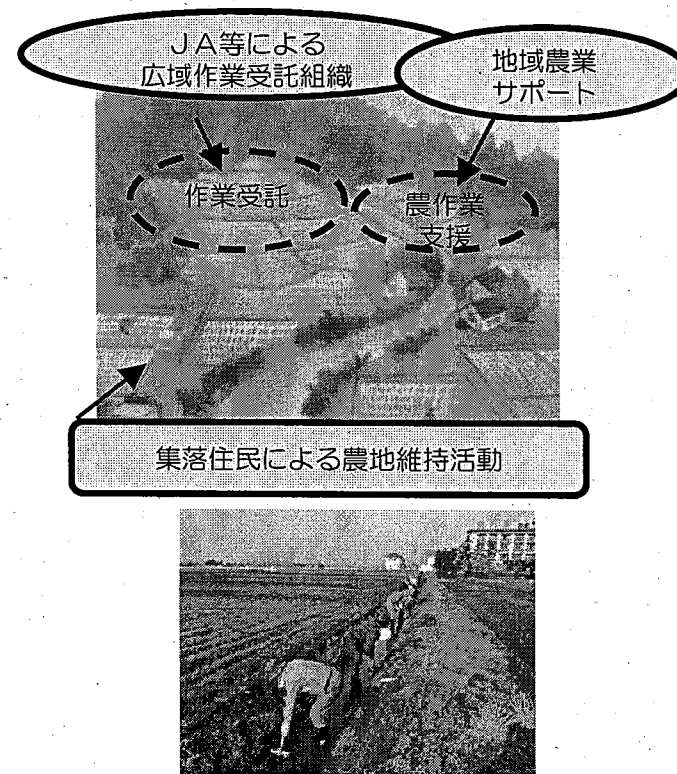 ＪＡ等による
広域作業受託組織
地域農業
サポート
作業受託
農作業
支援
集落住民による農地維持活動